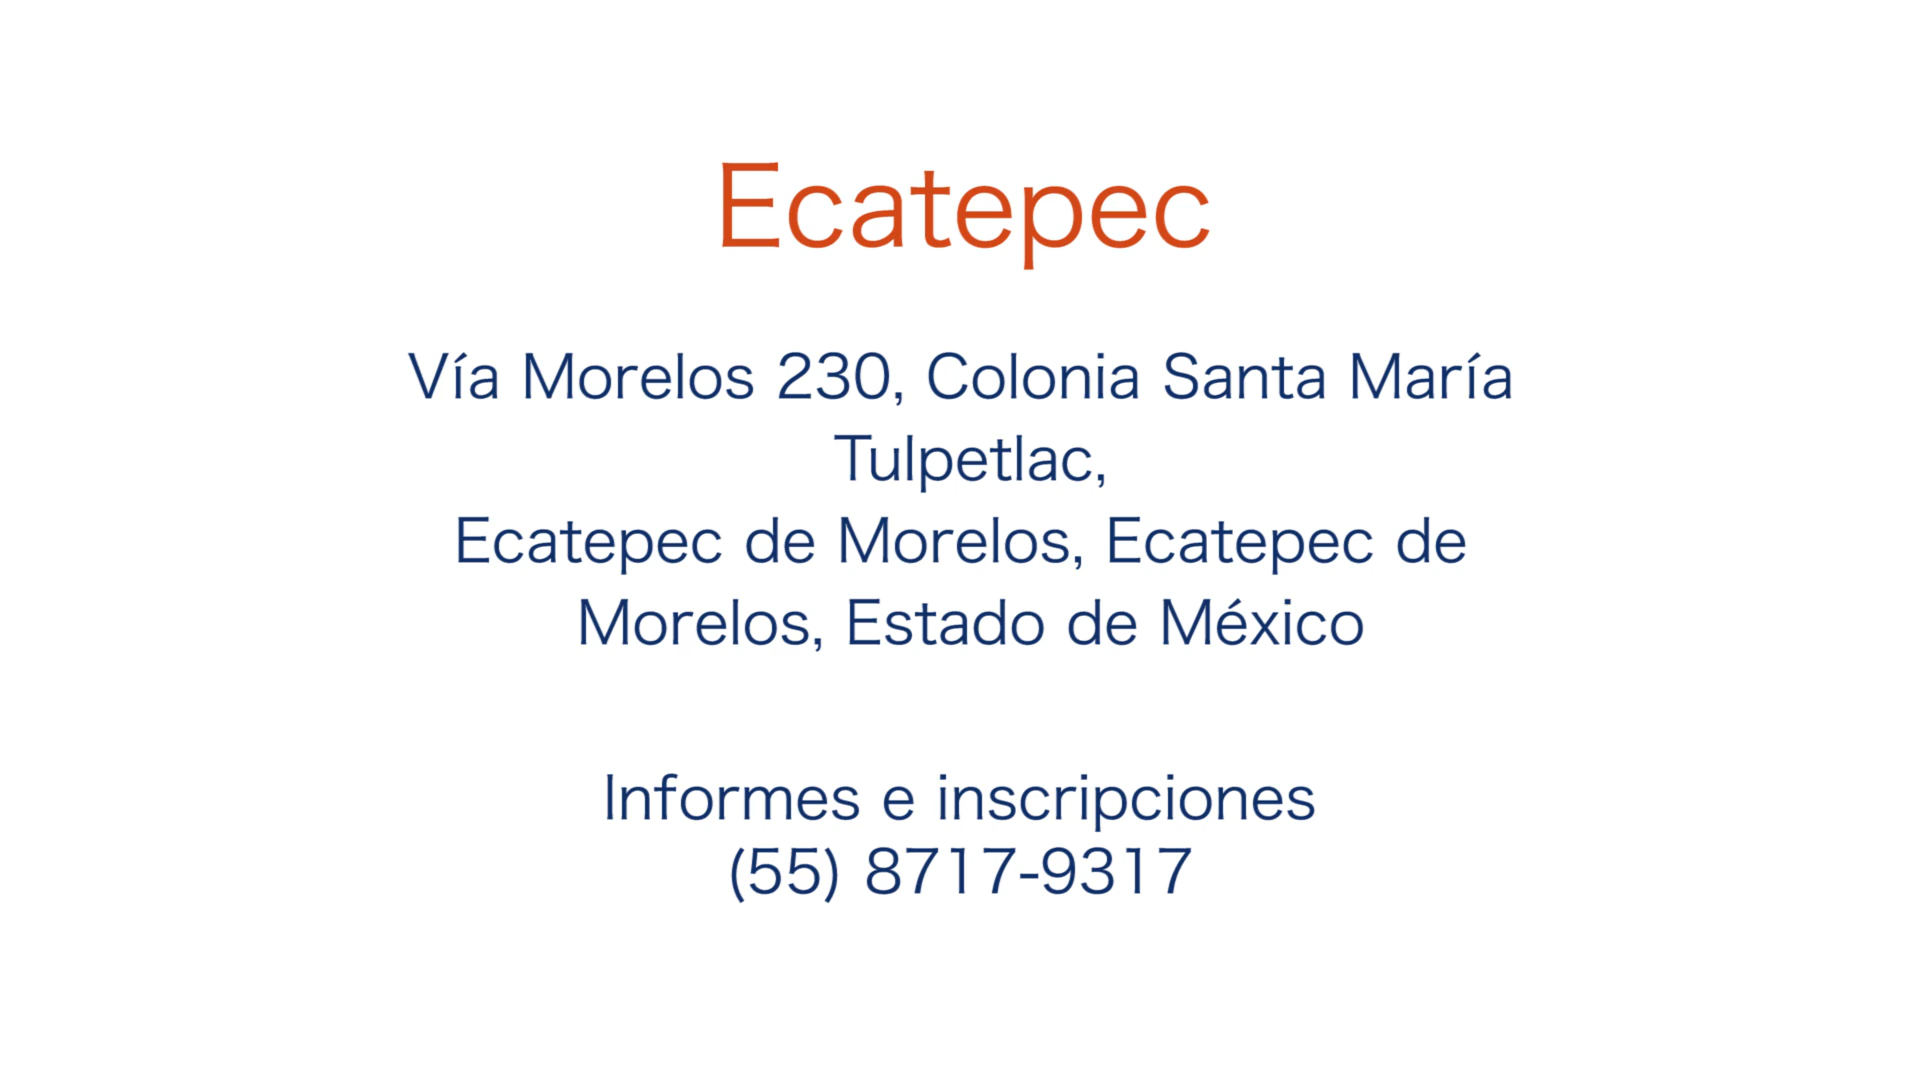 Ecatepec
Vía Morelos 230, Colonia Santa María
Tulpetlac,
Ecatepec de Morelos, Ecatepec de
Morelos, Estado de México
Informes e inscripciones
(55) 8717-9317